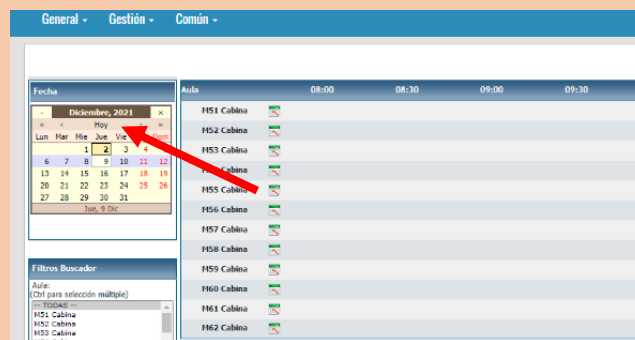 General Gestión Común
Fecha
- Diciembre, 2021 x
« ‹ Hoy › »
Lun Mar Mie Jue Vie Dom
1 2 3 4
6 7 8 9 10 11 12
13 14 15 16 17 18 19
20 21 22 23 24 25 26
27 28 29 30 31
Jue, 9 Dic
Filtros Buscador
Aula:
(Ctrl para selección múltiple)
-- TODAS --
M51 Cabina
M52 Cabina
M53 Cabina
Aula 08:00 08:30 09:00 09:30
M51 Cabina
M52 Cabina
M53 Cabina
Cabina
M55 Cabina
M56 Cabina
M57 Cabina
M58 Cabina
M59 Cabina
M60 Cabina
M61 Cabina
M62 Cabina